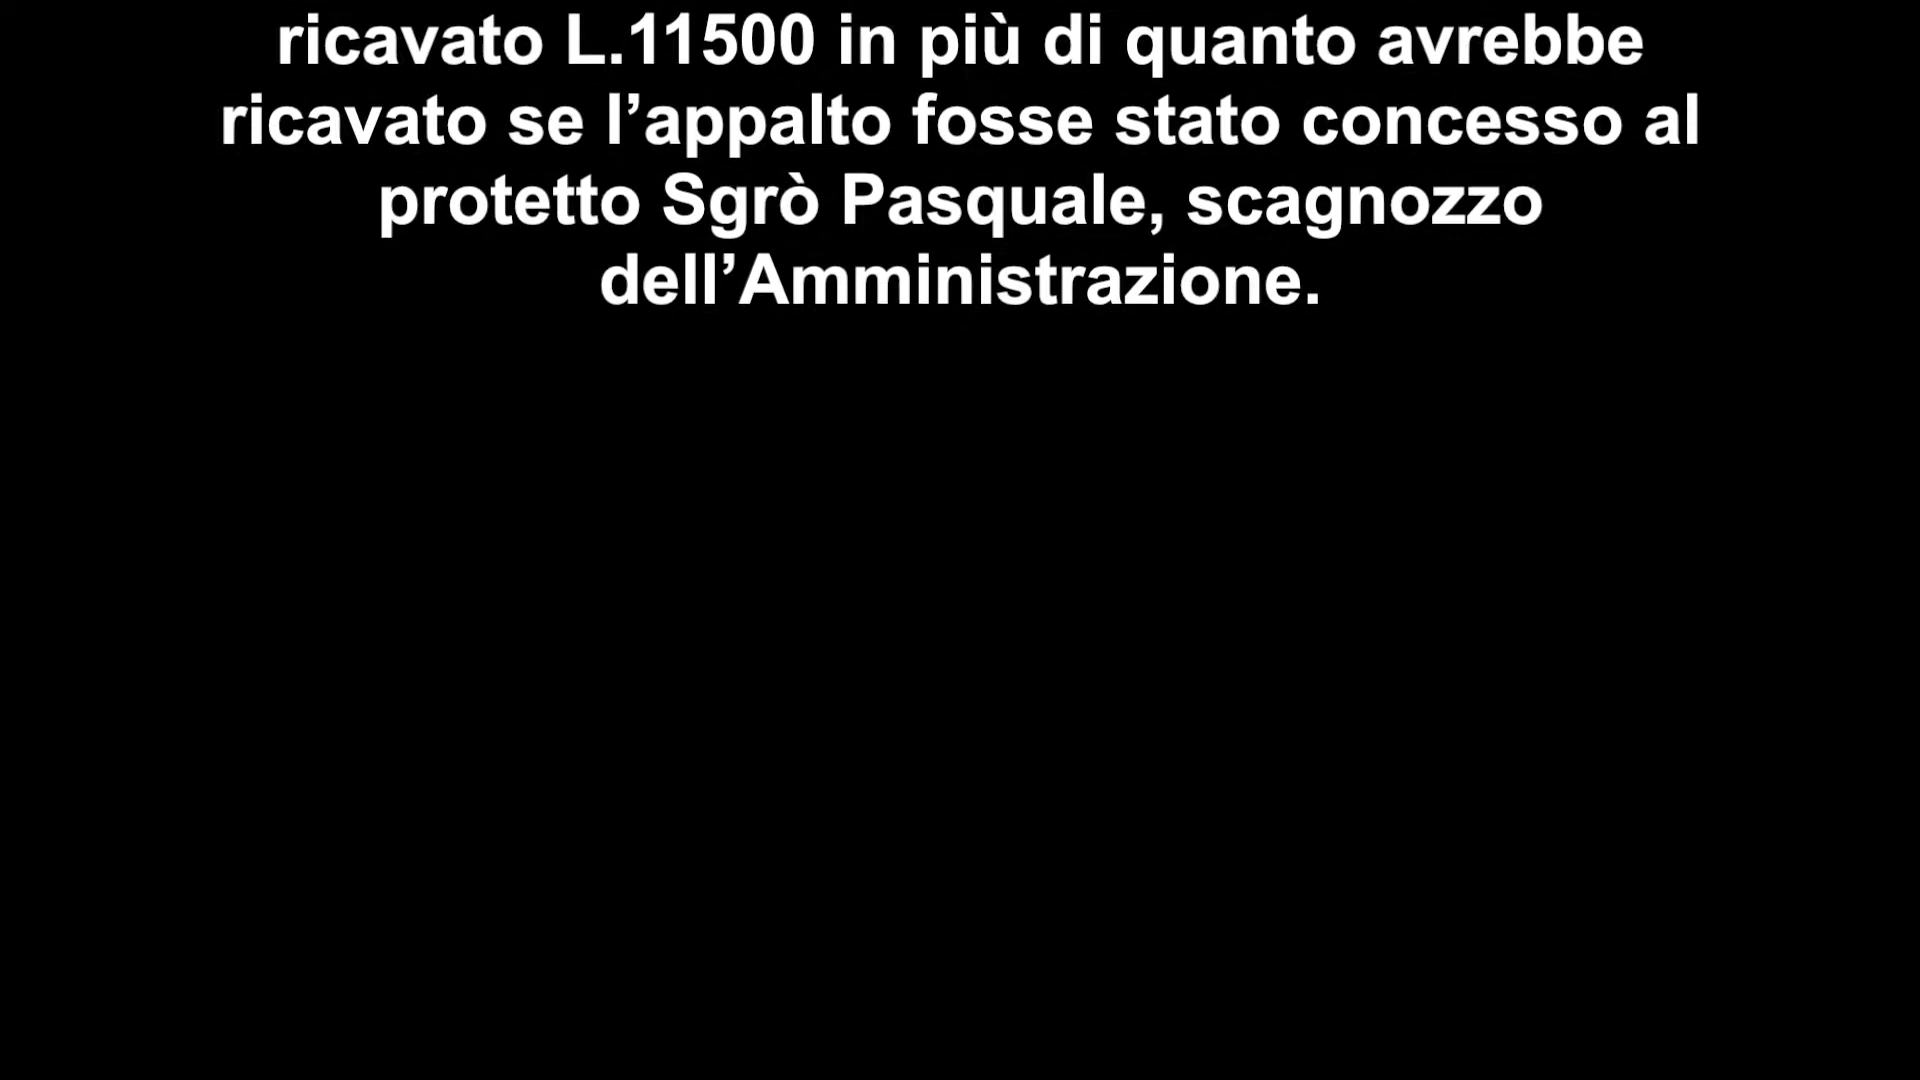 ricavato L.11500 in più di quanto avrebbe
ricavato se l’appalto fosse stato concesso al
protetto Sgrò Pasquale, scagnozzo
dell’Amministrazione.